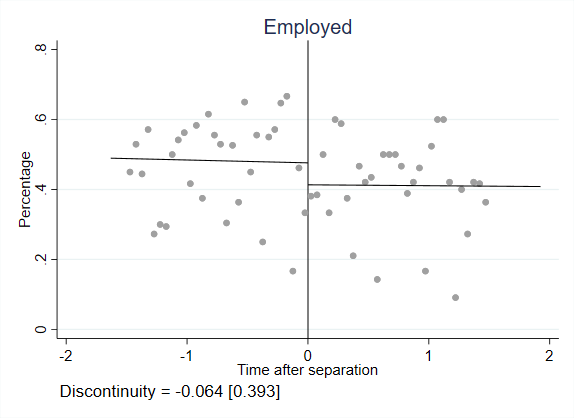 Employed
Percentage
.8
.6
.4
.2
0
-2 -1 0 1 2
Time after separation
Discontinuity = -0.064 [0.393]